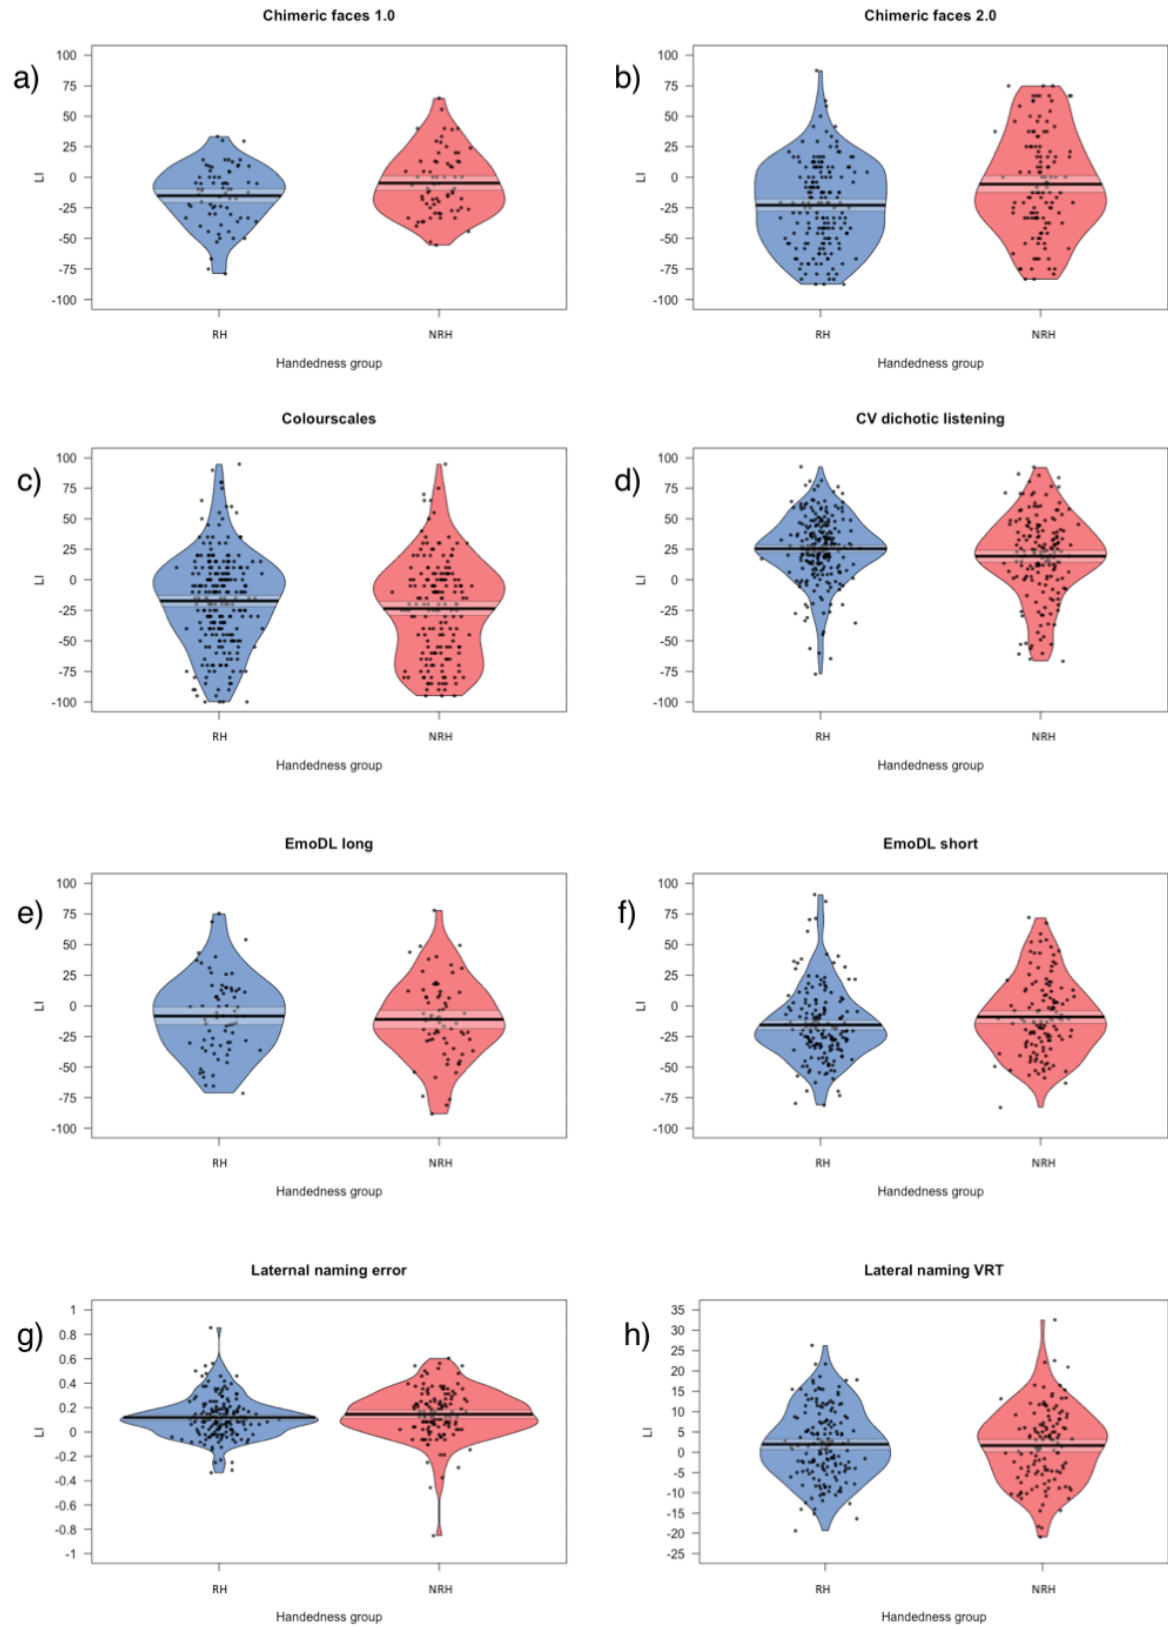 Chimeric faces 1.0
a)
100
75
50
25
0
-25
-50
-75
-100
LI
RH
NRH
Handedness group
Chimeric faces 2.0
b)
100
75
50
25
0
-25
-50
-75
-100
LI
RH
NRH
Handedness group
Colourscales
c)
100
75
50
25
0
-25
-50
-75
-100
LI
RH
NRH
Handedness group
CV dichotic listening
d)
100
75
50
25
0
-25
-50
-75
-100
LI
RH
NRH
Handedness group
EmoDL long
e)
100
75
50
25
0
-25
-50
-75
-100
LI
RH
NRH
Handedness group
EmoDL short
f)
100
75
50
25
0
-25
-50
-75
-100
LI
RH
NRH
Handedness group
Laternal naming error
g)
1
0.8
0.6
0.4
0.2
0
-0.2
-0.4
-0.6
-0.8
-1
LI
RH
NRH
Handedness group
Lateral naming VRT
h)
35
30
25
20
15
10
5
0
-5
-10
-15
-20
-25
LI
RH
NRH
Handedness group